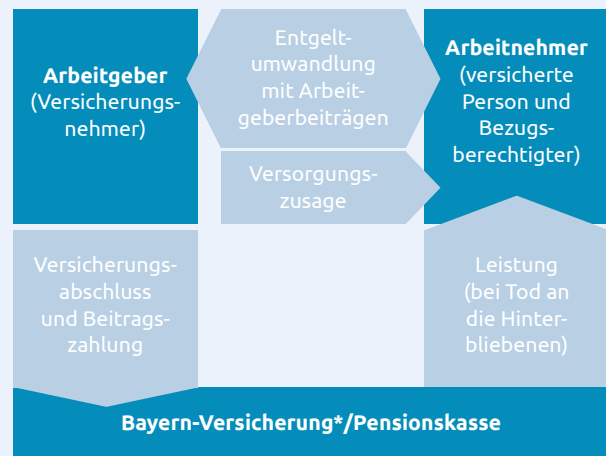 Arbeitgeber
(Versicherungs-
nehmer)
Entgelt-
umwandlung
mit Arbeit-
geberbeiträgen
Versorgungs-
zusage
Arbeitnehmer
(versicherte
Person und
Bezugs-
berechtigter)
Versicherungs-
abschluss
und Beitrags-
zahlung
Leistung
(bei Tod an
die Hinter-
bliebenen)
Bayern-Versicherung*/Pensionskasse